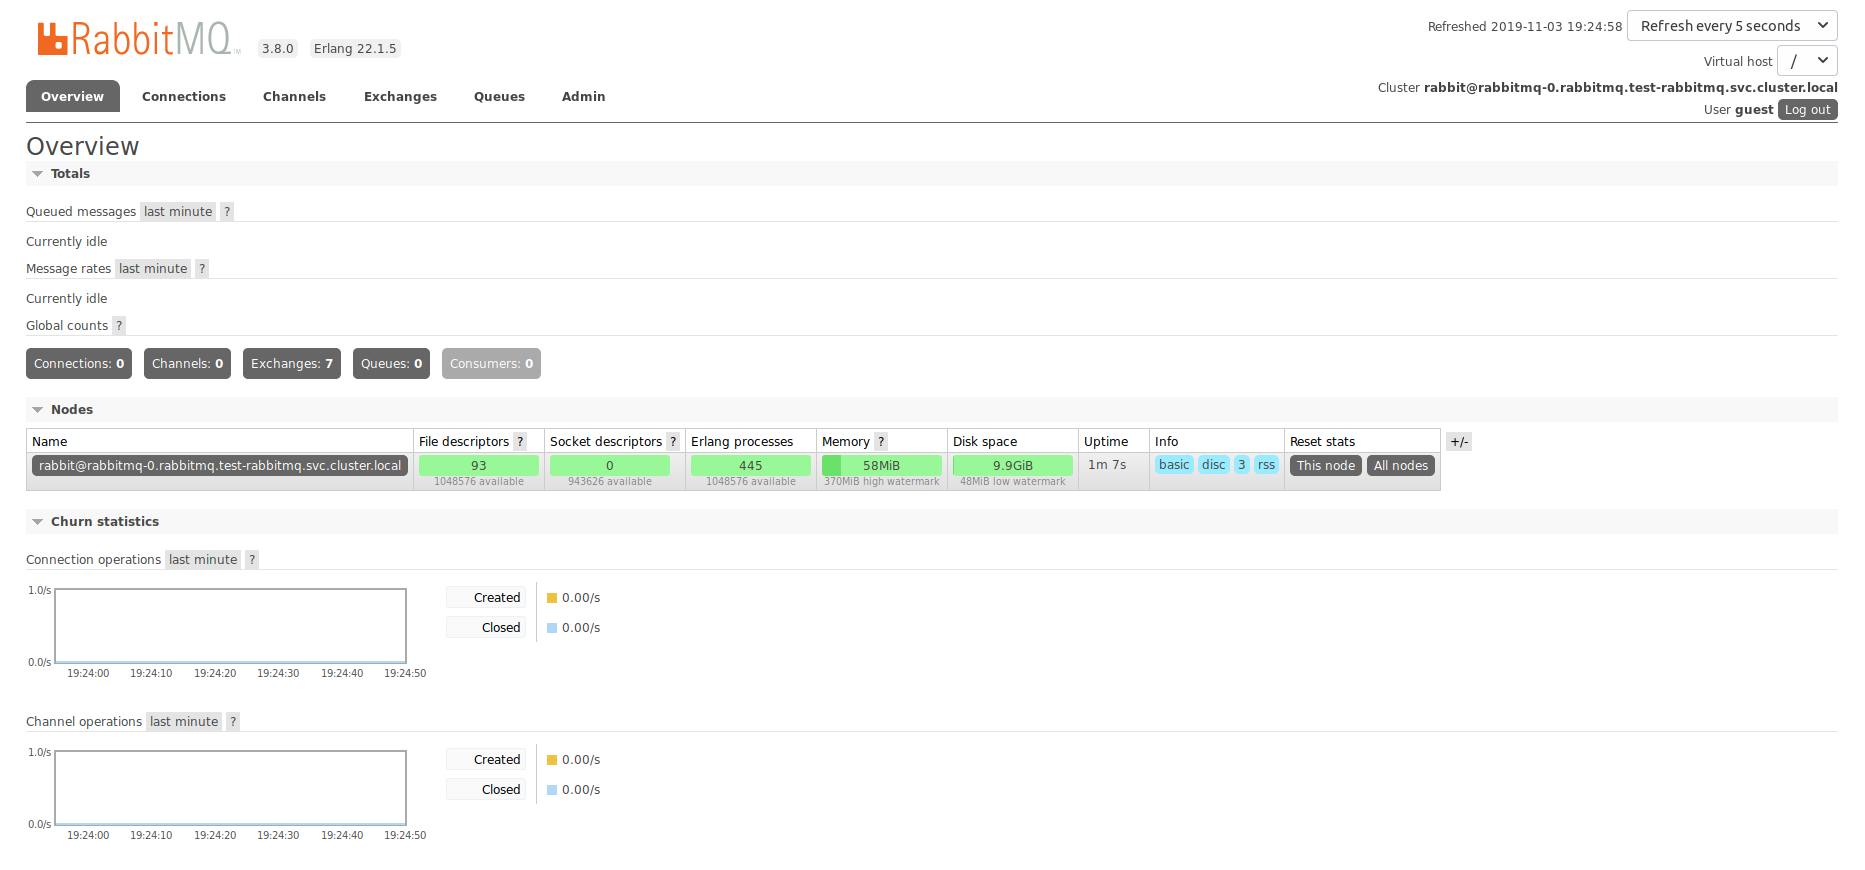 RabbitMQ TM 3.8.0 Erlang 22.1.5
Refreshed 2019-11-03 19:24:58 Refresh every 5 seconds
Virtual host /
Cluster rabbit@rabbitmq-0.rabbitmq.test-rabbitmq.svc.cluster.local
User guest Log out
Overview Connections Channels Exchanges Queues Admin
Overview
Totals
Queued messages last minute ?
Currently idle
Message rates last minute ?
Currently idle
Global counts ?
Connections: 0 Channels: 0 Exchanges: 7 Queues: 0 Consumers: 0
Nodes
Name File descriptors ? Socket descriptors ? Erlang processes Memory ? Disk space Uptime Info Reset stats +/-
rabbit@rabbitmq-0.rabbitmq.test-rabbitmq.svc.cluster.local 93 0 445 58MiB 9.9GiB 1m 7s basic disc 3 rss This node All nodes
1048576 available 943626 available 1048576 available 370MiB high watermark 48MiB low watermark
Churn statistics
Connection operations last minute ?
1.0/s
Created 0.00/s
Closed 0.00/s
0.0/s
19:24:00 19:24:10 19:24:20 19:24:30 19:24:40 19:24:50
Channel operations last minute ?
1.0/s
Created 0.00/s
Closed 0.00/s
0.0/s
19:24:00 19:24:10 19:24:20 19:24:30 19:24:40 19:24:50